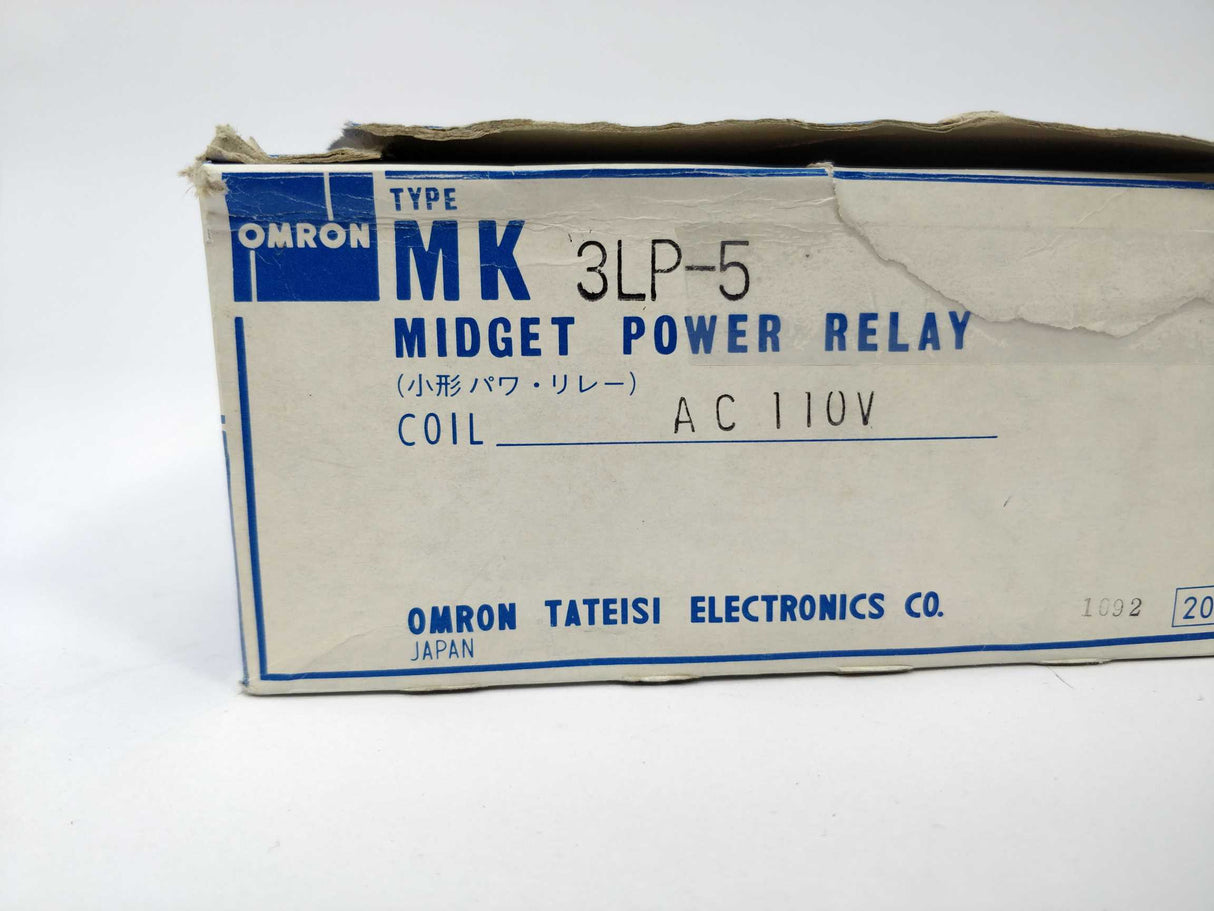 OMRON
TYPE
MK 3LP-5
MIDGET POWER RELAY
(小形パワ・リレー)
COIL AC 110V
OMRON TATEISI ELECTRONICS CO.
JAPAN
20